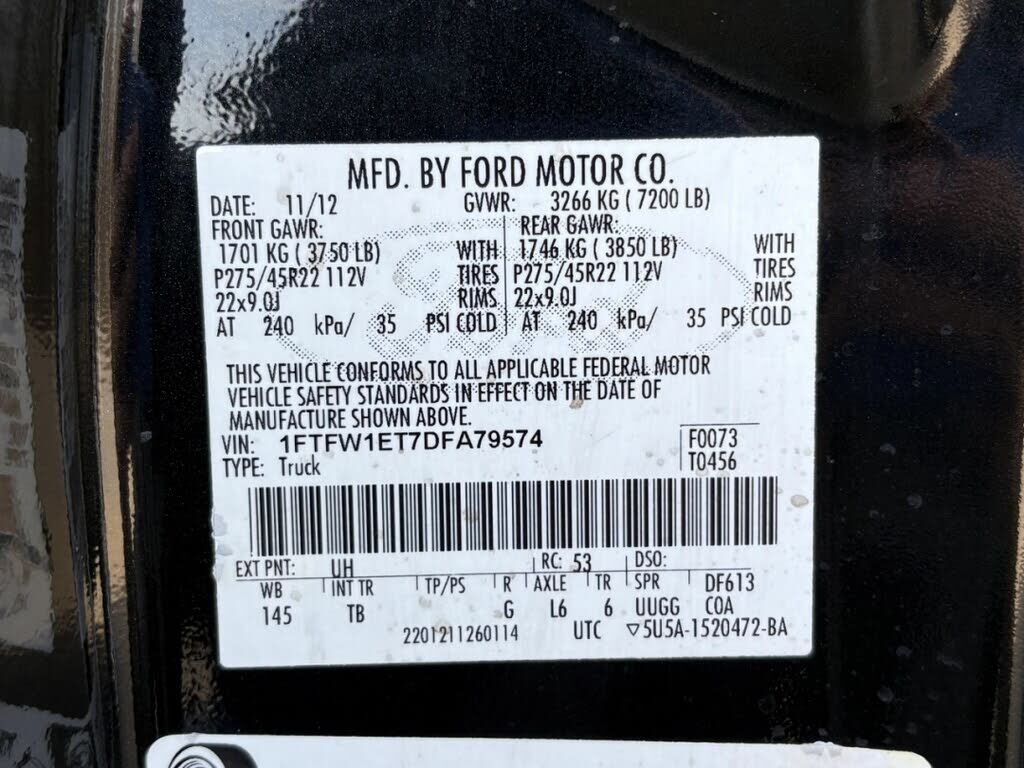 MFD. BY FORD MOTOR CO.
DATE: 11/12 GVWR: 3266 KG ( 7200 LB)
FRONT GAWR: REAR GAWR:
1701 KG ( 3750 LB) WITH 1746 KG ( 3850 LB) WITH
P275/45R22 112V TIRES P275/45R22 112V TIRES
22x9.0J RIMS 22x9.0J RIMS
AT 240 kPa/ 35 PSI COLD AT 240 kPa/ 35 PSI COLD
THIS VEHICLE CONFORMS TO ALL APPLICABLE FEDERAL MOTOR
VEHICLE SAFETY STANDARDS IN EFFECT ON THE DATE OF
MANUFACTURE SHOWN ABOVE.
VIN: 1FTFW1ET7DFA79574 F0073
TYPE: Truck T0456
EXT PNT: UH RC: 53 DSO:
WB INT TR TP/PS R AXLE TR SPR DF613
145 TB G L6 6 UUGG COA
2201211260114 UTC ▽5U5A-1520472-BA